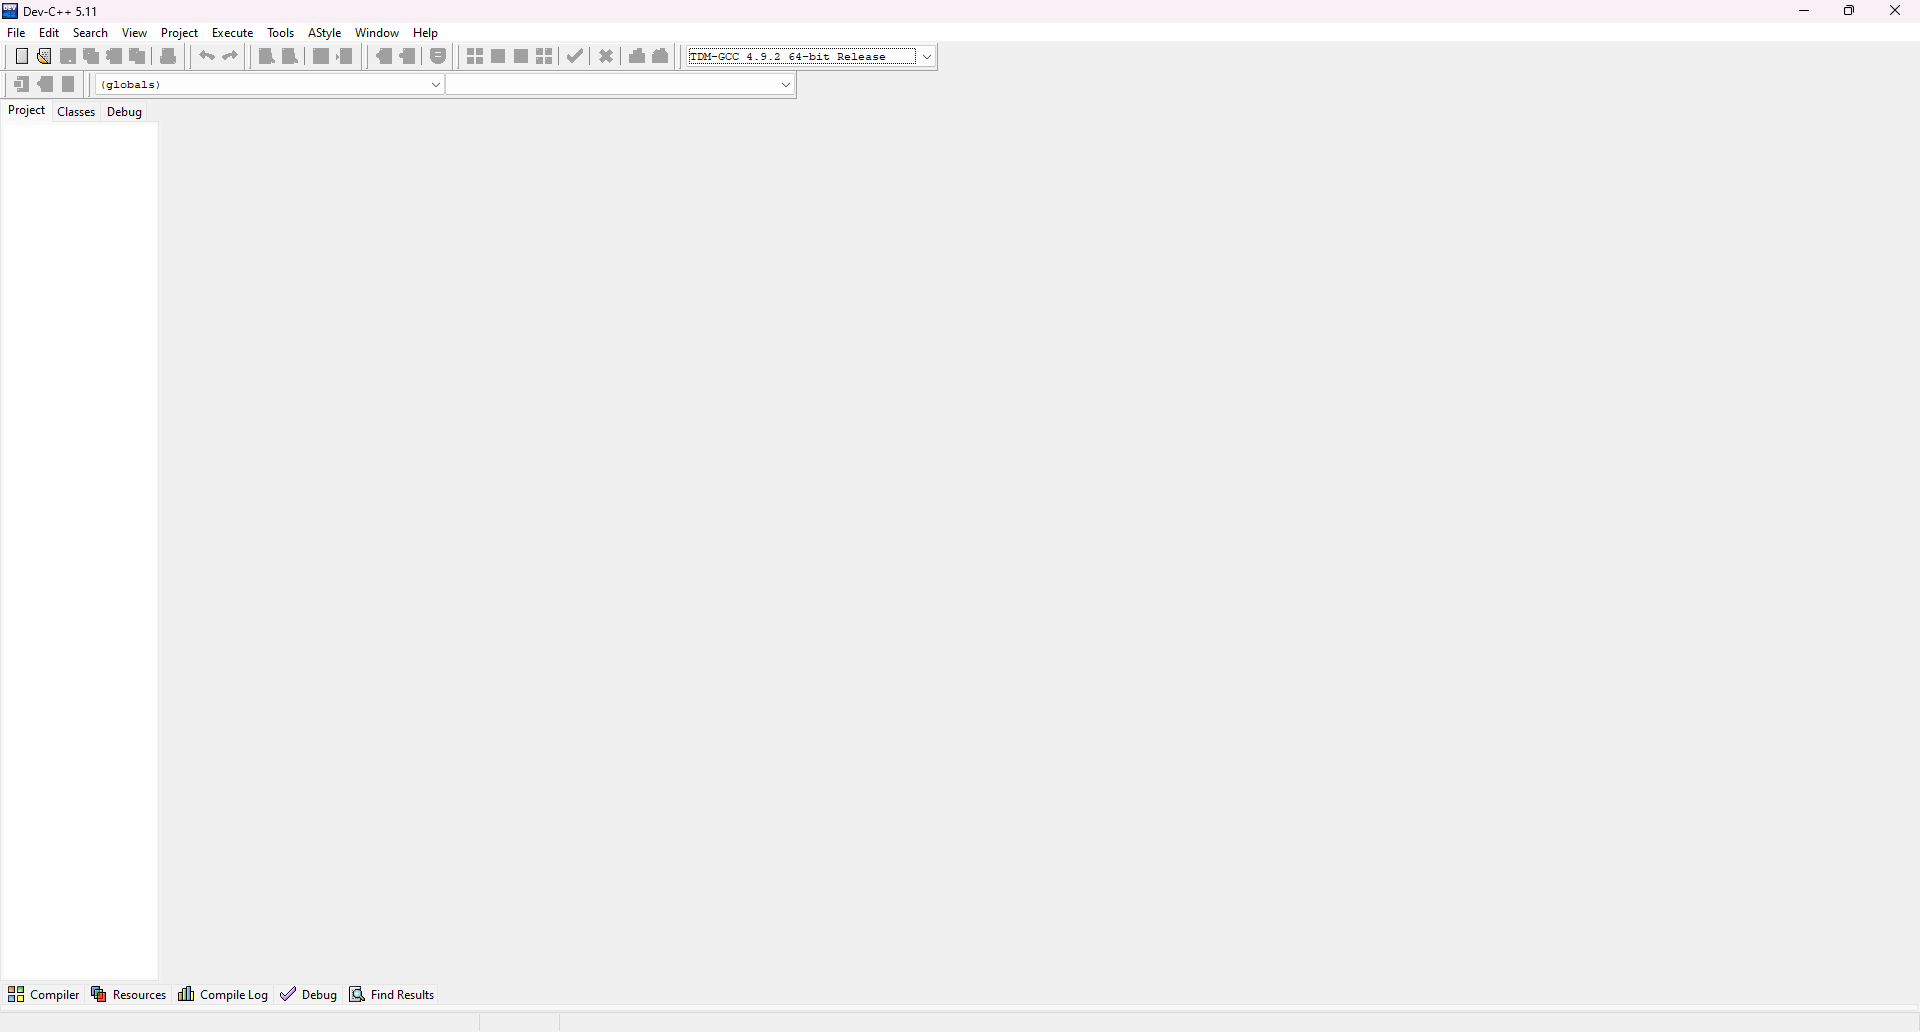 Dev-C++ 5.11
File Edit Search View Project Execute Tools AStyle Window Help
TDM-GCC 4.9.2 64-bit Release
(globals)
Project Classes Debug
Compiler Resources Compile Log Debug Find Results